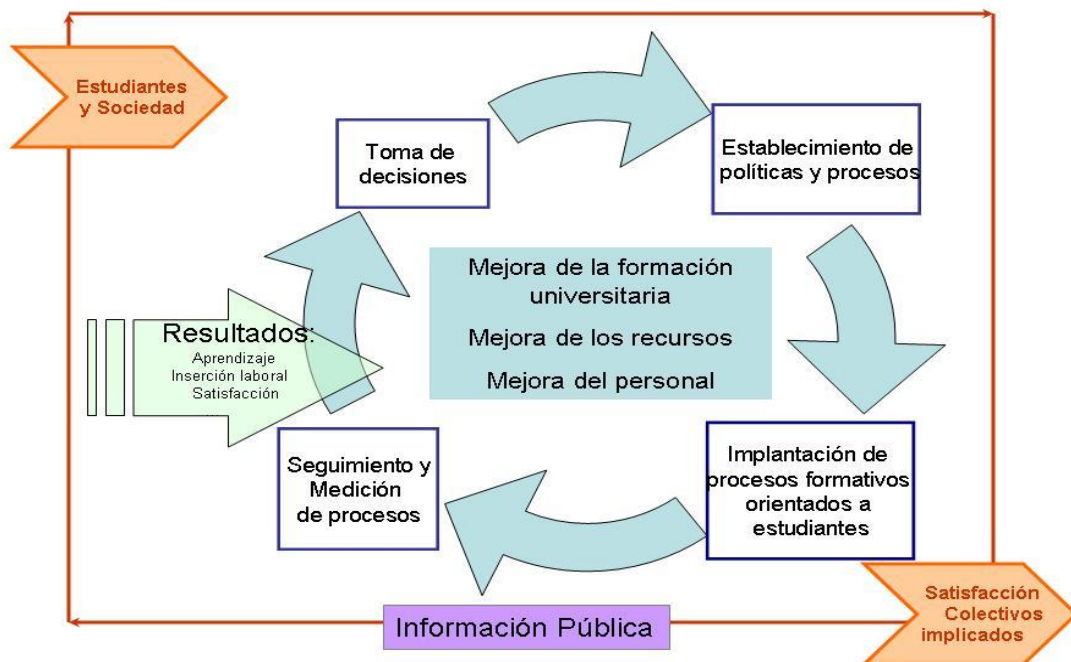 Estudiantes
y Sociedad
Toma de
decisiones
Establecimiento de
políticas y procesos
Mejora de la formación
universitaria
Mejora de los recursos
Mejora del personal
Resultados:
Aprendizaje
Inserción laboral
Satisfacción
...
Seguimiento y
Medición
de procesos
Implantación de
procesos formativos
orientados a
estudiantes
Información Pública
Satisfacción
Colectivos
implicados